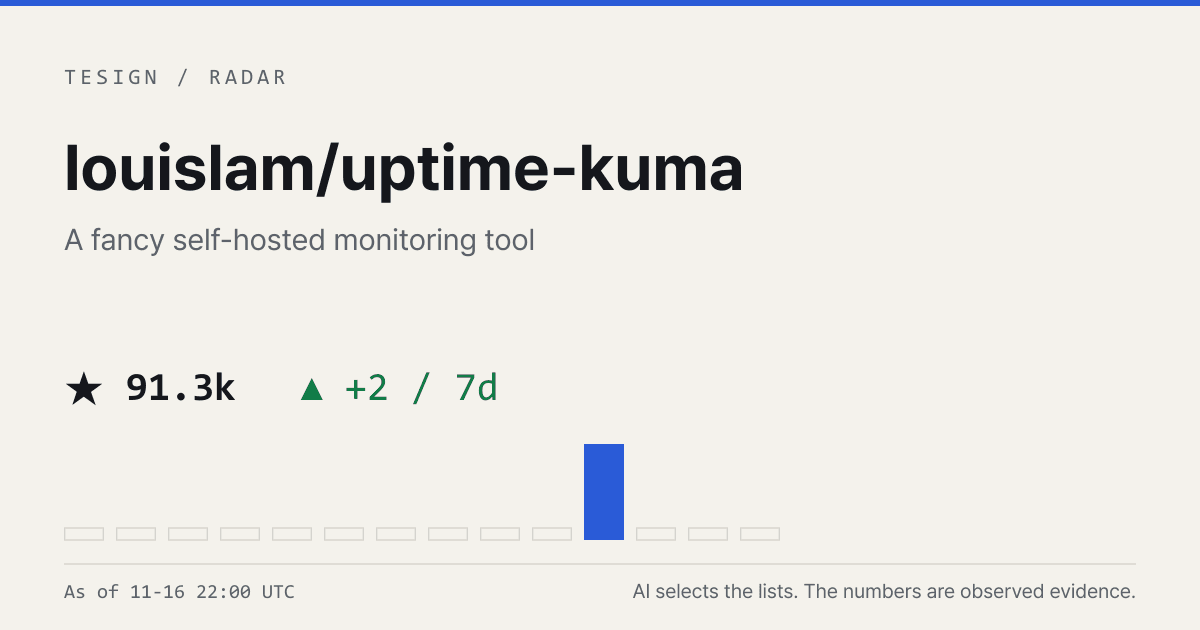 TESIGN / RADAR
louislam/uptime-kuma
A fancy self-hosted monitoring tool
★ 91.3k ▲ +2 / 7d
As of 11-16 22:00 UTC
AI selects the lists. The numbers are observed evidence.